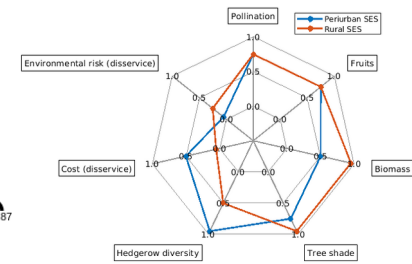 Pollination
Periurban SES
Rural SES
1.0
Environmental risk (disservice)
Fruits
1.0
1.0
0.5
0.5
0.5
0.0
0.0
0.0
Cost (disservice)
1.0
0.5
0.0
0.0
0.5
1.0
Biomass
0.0
0.0
87
0.5
0.5
1.0
1.0
Hedgerow diversity
Tree shade